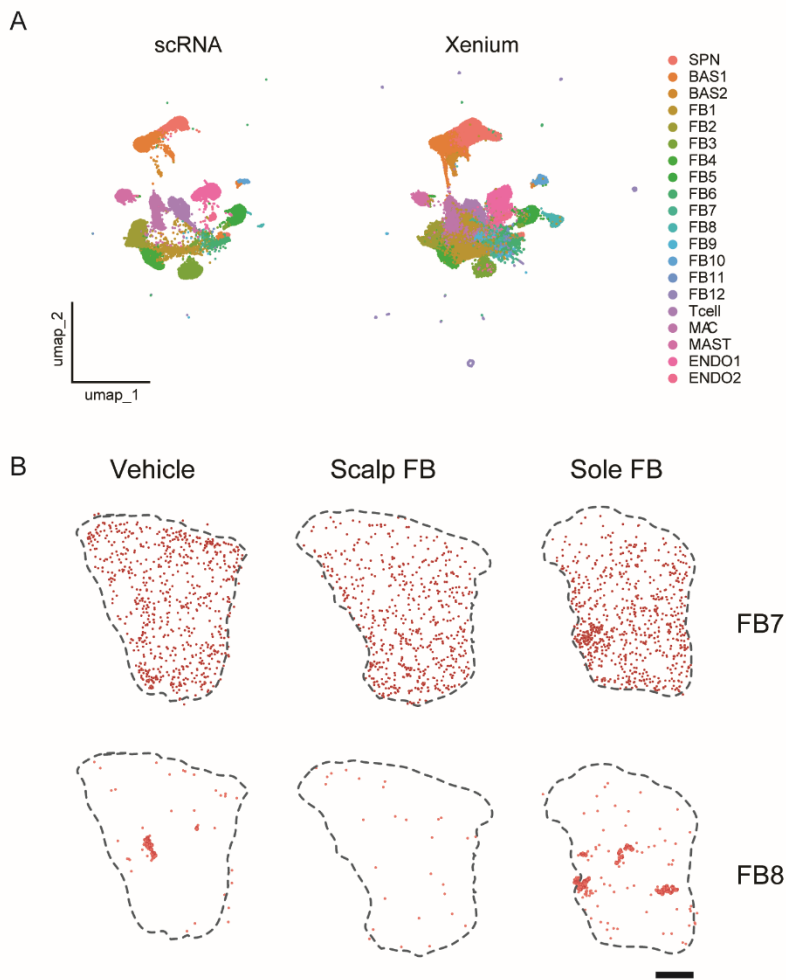 A
scRNA
Xenium
SPN
BAS1
BAS2
FB1
FB2
FB3
FB4
FB5
FB6
FB7
FB8
FB9
FB10
FB11
FB12
Tcell
MAC
MAST
ENDO1
ENDO2
umap_2
umap_1
B
Vehicle
Scalp FB
Sole FB
FB7
FB8